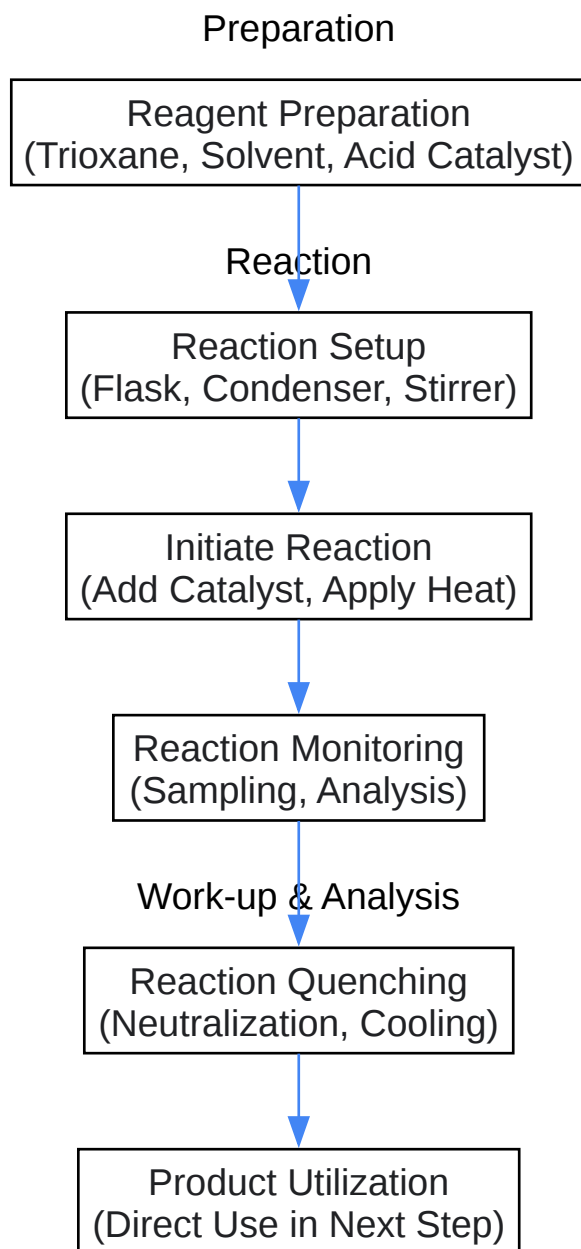 Preparation
Reagent Preparation
(Trioxane, Solvent, Acid Catalyst)
Reaction
Reaction Setup
(Flask, Condenser, Stirrer)
Initiate Reaction
(Add Catalyst, Apply Heat)
Reaction Monitoring
(Sampling, Analysis)
Work-up & Analysis
Reaction Quenching
(Neutralization, Cooling)
Product Utilization
(Direct Use in Next Step)